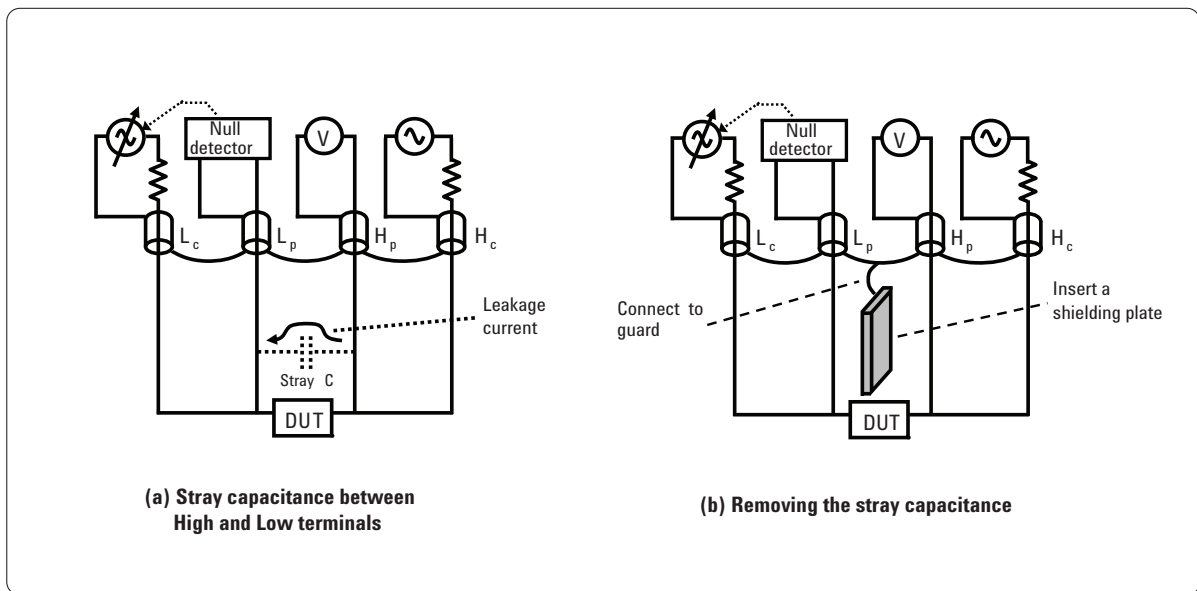 Null
detector
V
L c
L p
H p
H c
Leakage
current
Stray C
DUT
(a) Stray capacitance between
High and Low terminals
Null
detector
V
L c
L p
H p
H c
Connect to
guard
Insert a
shielding plate
DUT
(b) Removing the stray capacitance